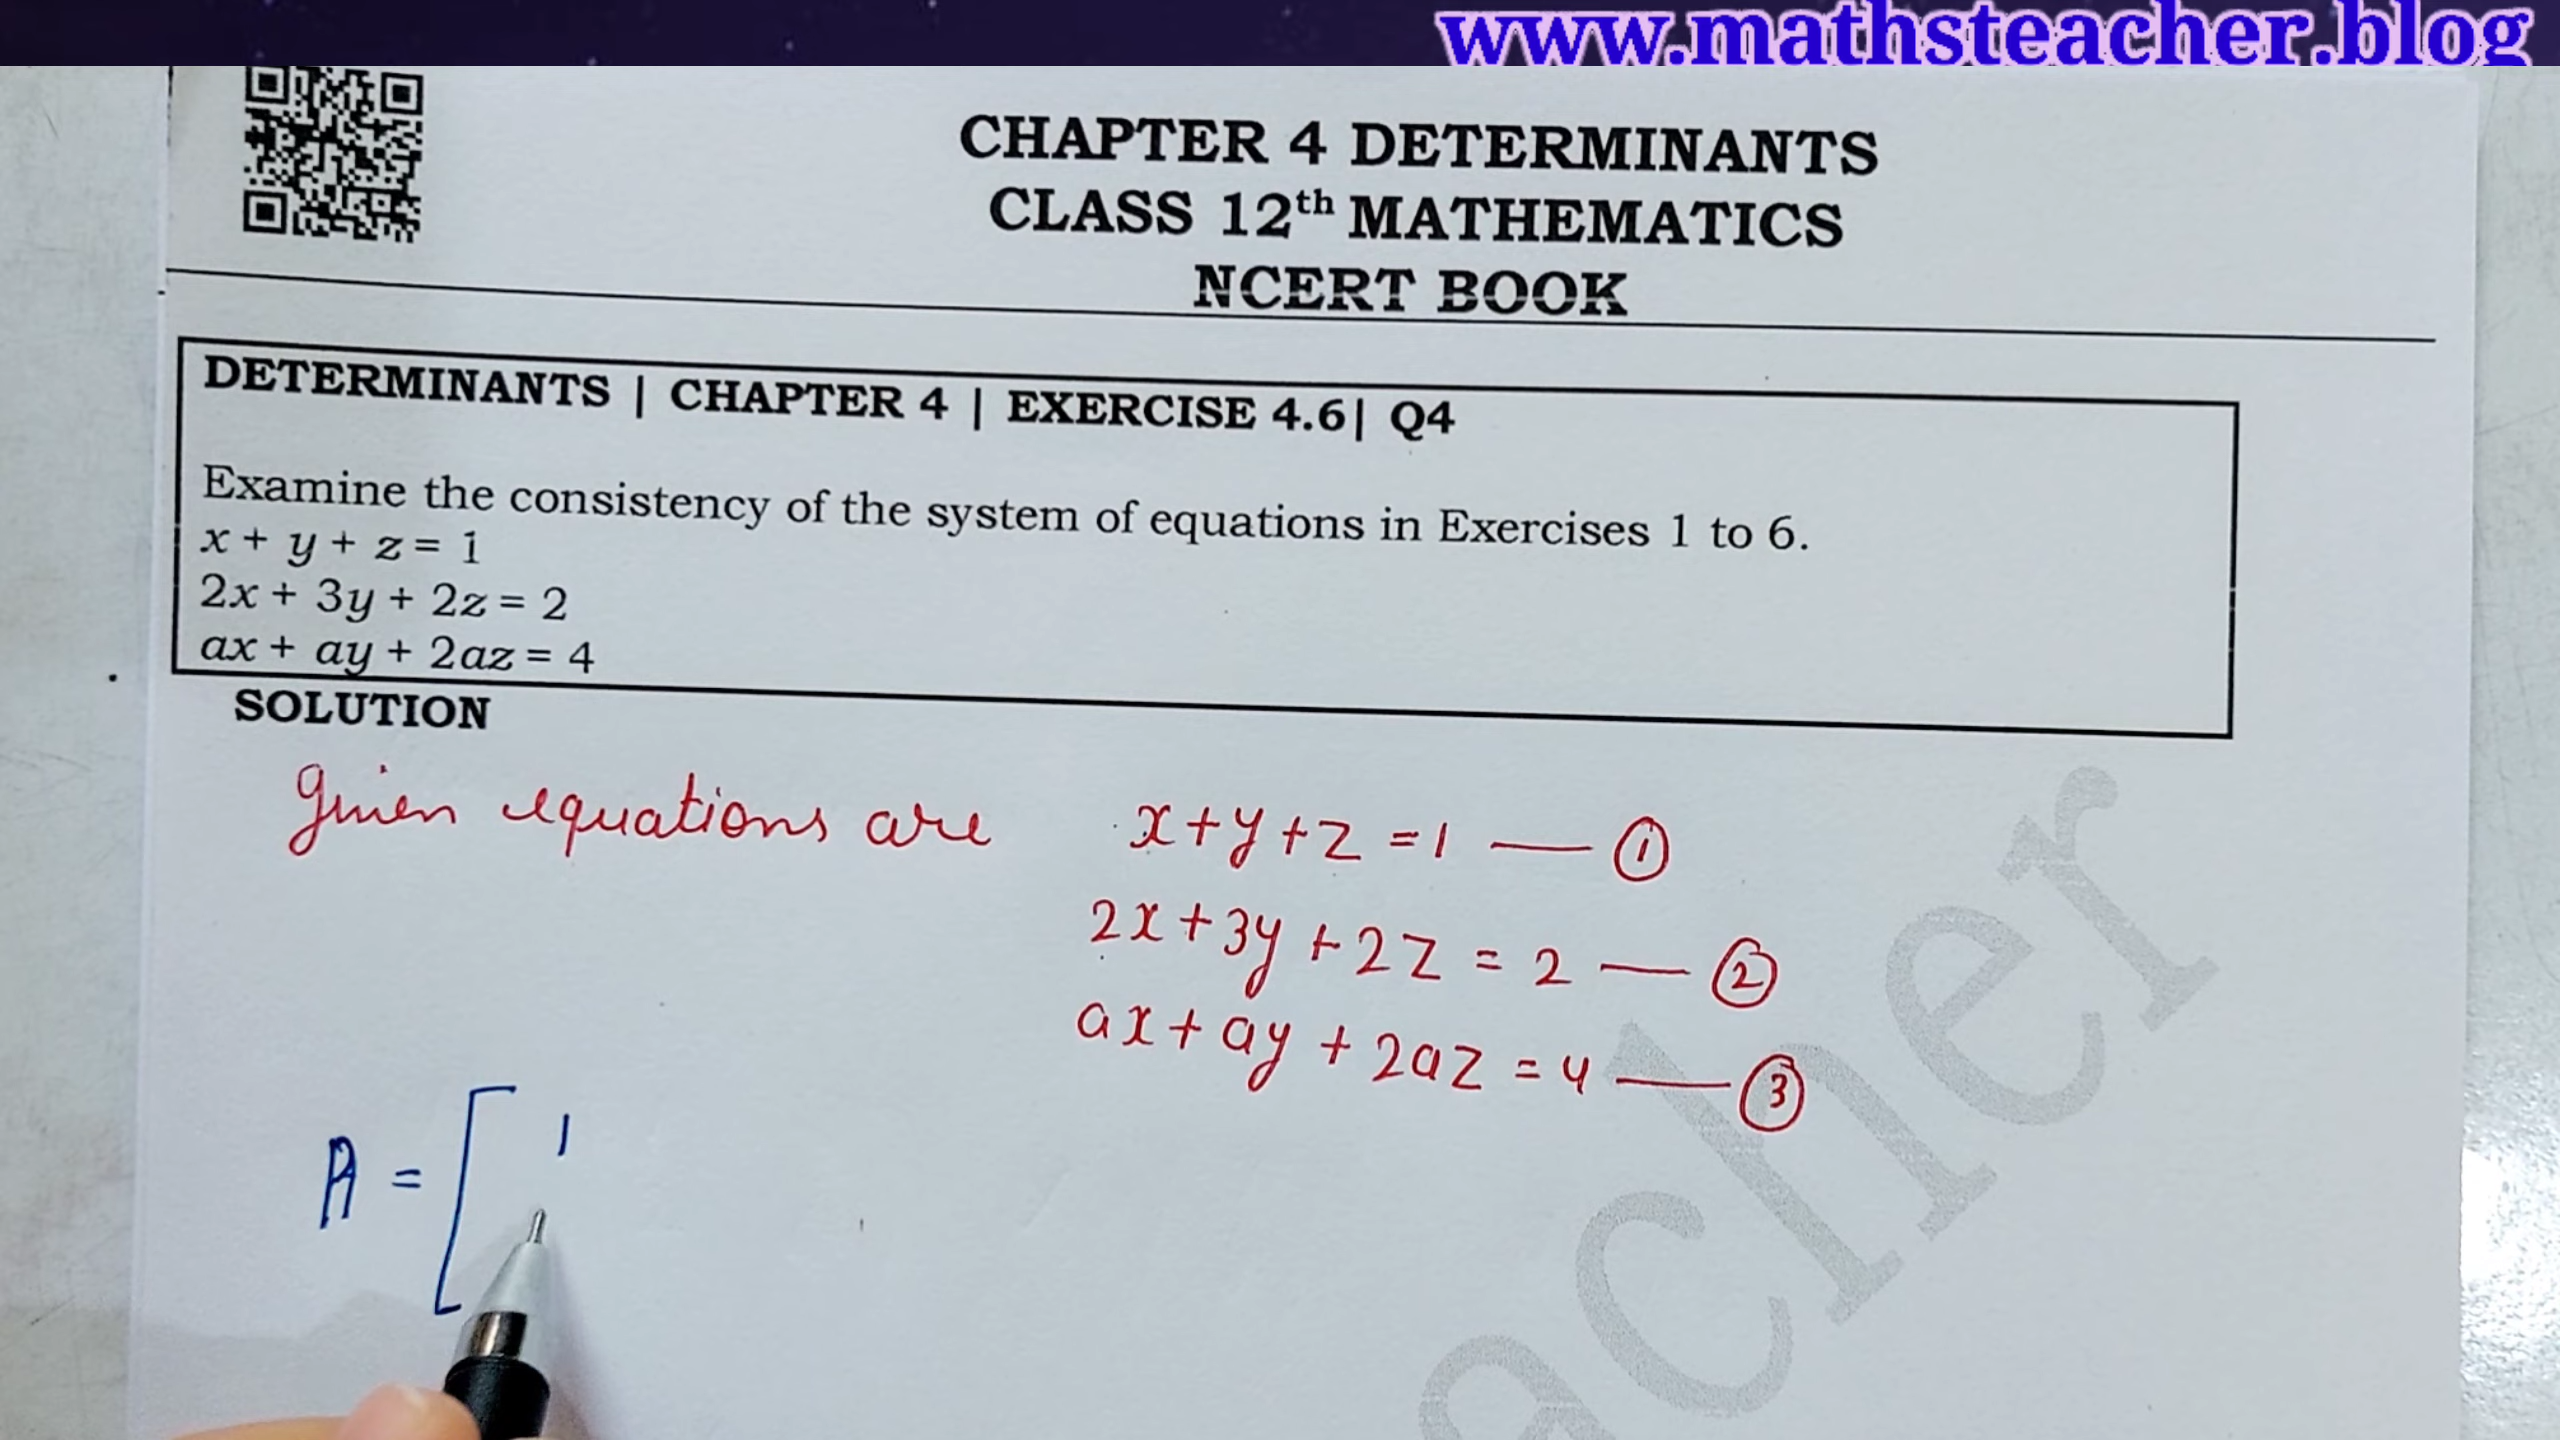 www.mathsteacher.blog
CHAPTER 4 DETERMINANTS
CLASS 12th MATHEMATICS
NCERT BOOK
DETERMINANTS | CHAPTER 4 | EXERCISE 4.6| Q4
Examine the consistency of the system of equations in Exercises 1 to 6.
x + y + z = 1
2x + 3y + 2z = 2
ax + ay + 2az = 4
SOLUTION
Given equations are x+y+z =1 — ①
2x+3y+2z = 2 — ②
ax+ay+2az =4 — ③
A = [ 1
acher